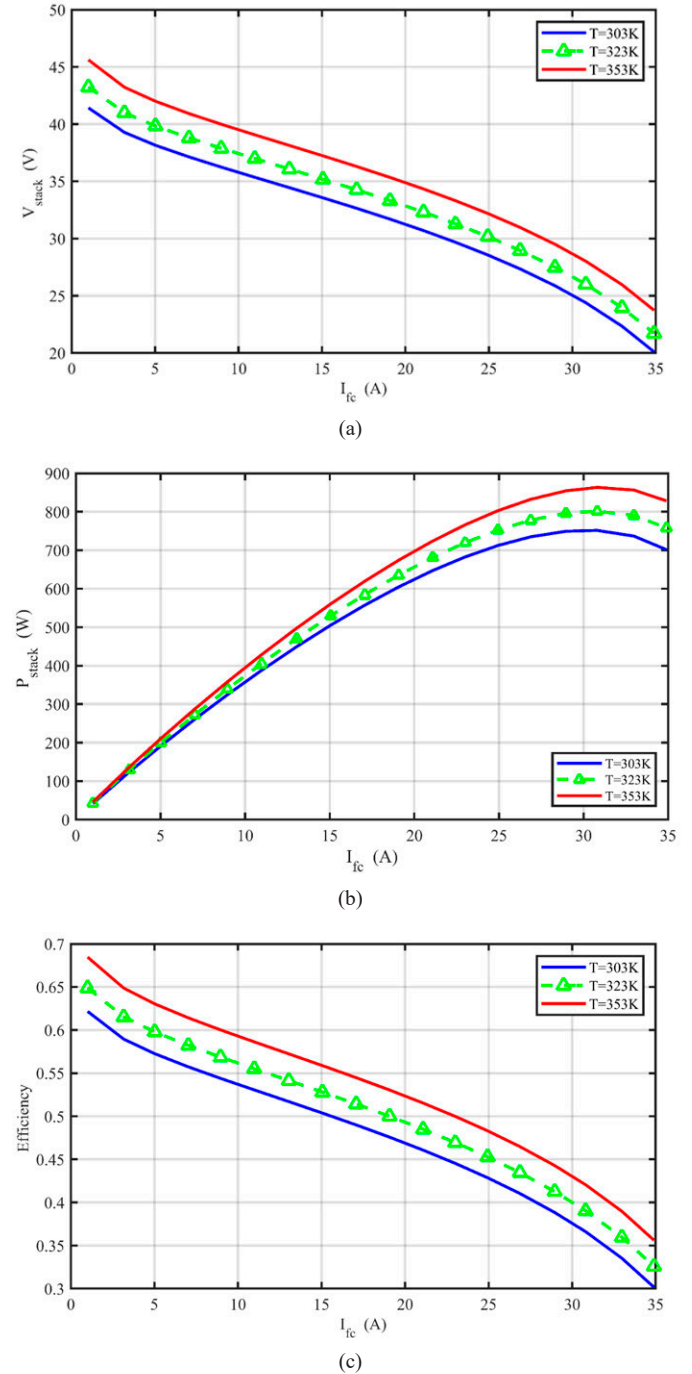 50
45
40
35
30
25
20
V_stack (V)
T=303K
T=323K
T=353K
0 5 10 15 20 25 30 35
I_fc (A)
(a)
900
800
700
600
500
400
300
200
100
0
P_stack (W)
T=303K
T=323K
T=353K
0 5 10 15 20 25 30 35
I_fc (A)
(b)
0.7
0.65
0.6
0.55
0.5
0.45
0.4
0.35
0.3
Efficiency
T=303K
T=323K
T=353K
0 5 10 15 20 25 30 35
I_fc (A)
(c)